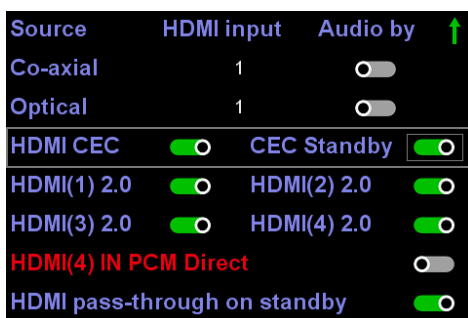 Source HDMI input Audio by
Co-axial 1
Optical 1
HDMI CEC CEC Standby
HDMI(1) 2.0 HDMI(2) 2.0
HDMI(3) 2.0 HDMI(4) 2.0
HDMI(4) IN PCM Direct
HDMI pass-through on standby